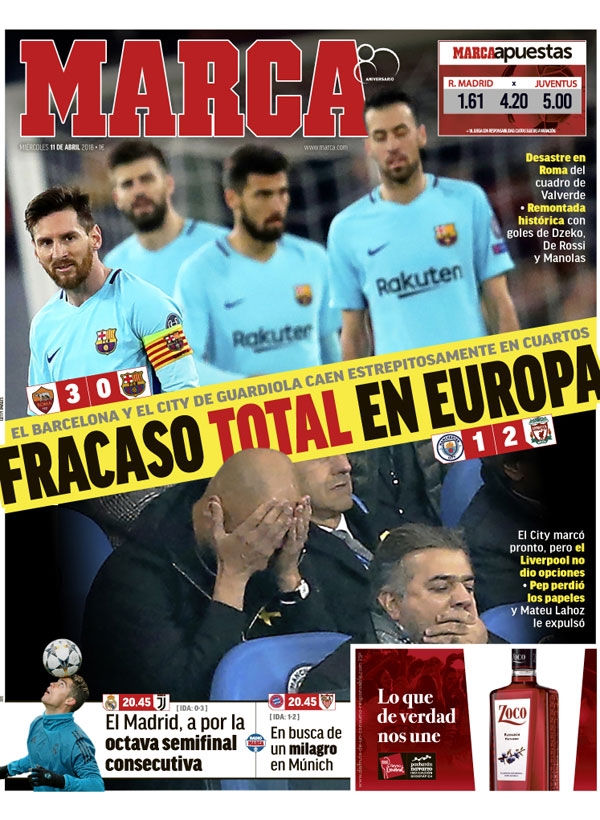 MARCA
80
ANIVERSARIO
MIÉRCOLES 11 DE ABRIL 2018 • 1€
www.marca.com
MARCAapuestas
R. MADRID x JUVENTUS
1.61 4.20 5.00
Desastre en
Roma del
cuadro de
Valverde
• Remontada
histórica con
goles de Dzeko,
De Rossi
y Manolas
Rakuten
Rakuten
3 0
EL BARCELONA Y EL CITY DE GUARDIOLA CAEN ESTREPITOSAMENTE EN CUARTOS
FRACASO TOTAL EN EUROPA
1 2
El City marcó
pronto, pero el
Liverpool no
dio opciones
• Pep perdió
los papeles
y Mateu Lahoz
le expulsó
20.45
[IDA: 0-3]
El Madrid, a por la
octava semifinal
consecutiva
20.45
[IDA: 1-2]
RADIO
MARCA
En busca de
un milagro
en Múnich
Lo que
de verdad
nos une
ZOCO